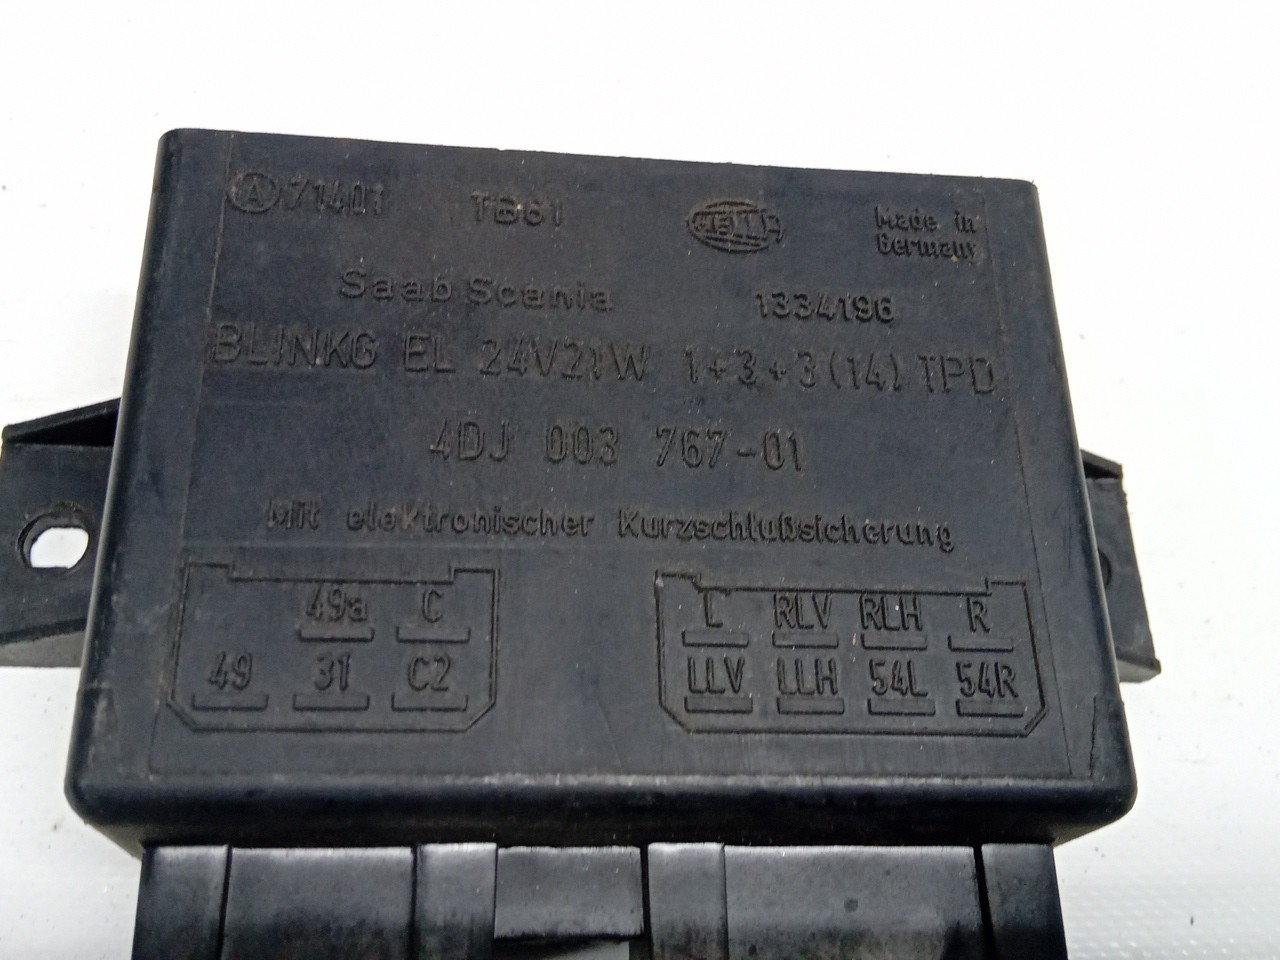 A 71401 TB61 HELLA Made in Germany
Saab Scania 1334196
BLINKG EL 24V21W 1+3+3(14) TPD
4DJ 003 767-01
Mit elektronischer Kurzschlußsicherung
49a C
49 31 C2
L RLV RLH R
LLV LLH 54L 54R